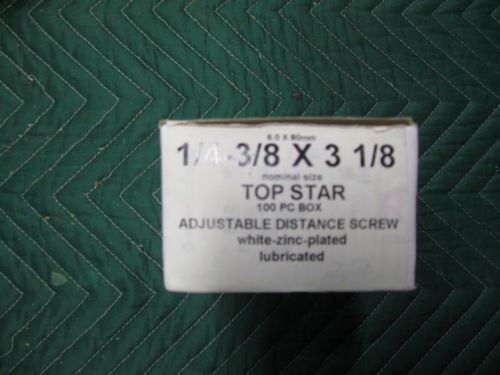 6.0 X 80mm
1/4-3/8 X 3 1/8
nominal size
TOP STAR
100 PC BOX
ADJUSTABLE DISTANCE SCREW
white-zinc-plated
lubricated